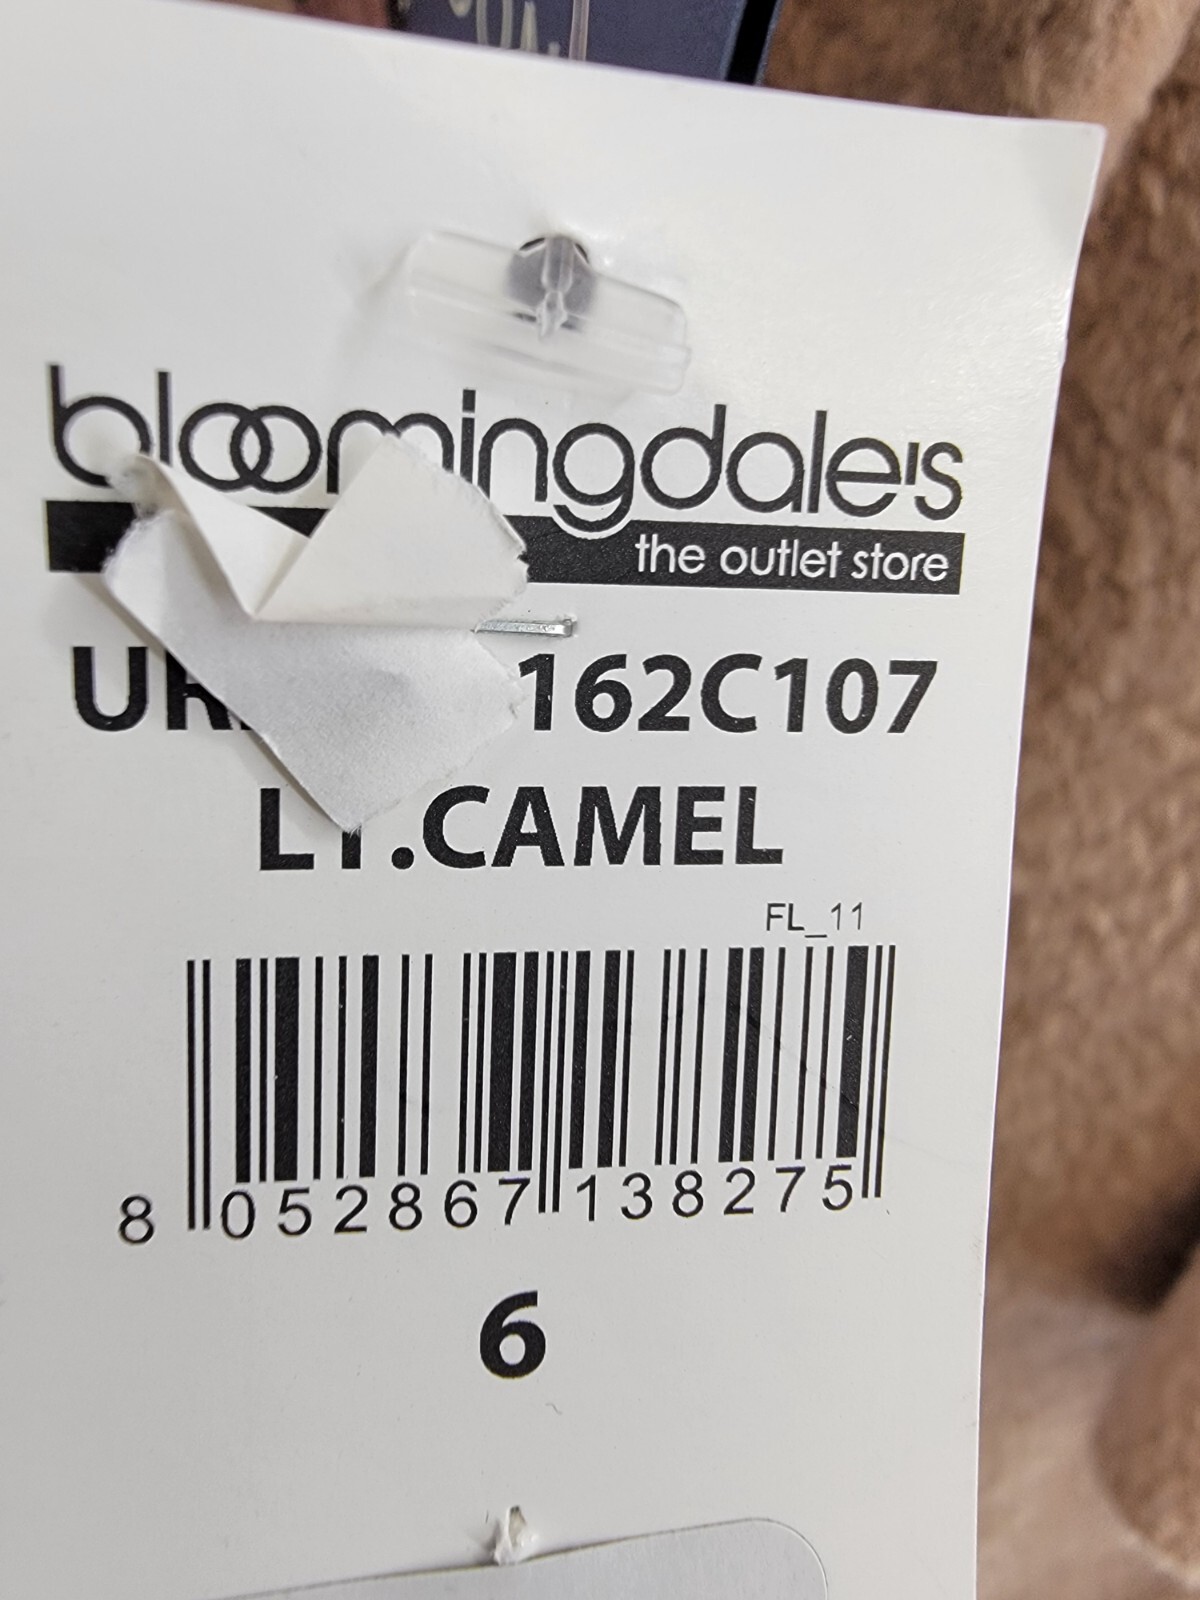 bloomingdale's
the outlet store
162C107
LT.CAMEL
FL_11
8 052867 138275
6